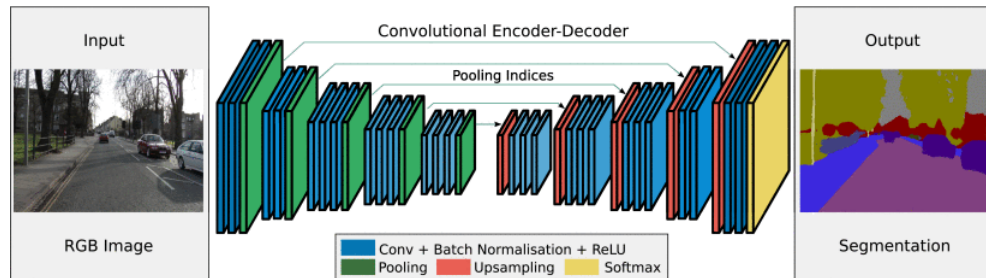 Input
Convolutional Encoder-Decoder
Output
Pooling Indices
RGB Image
Segmentation
Conv + Batch Normalisation + ReLU
Pooling Upsampling Softmax